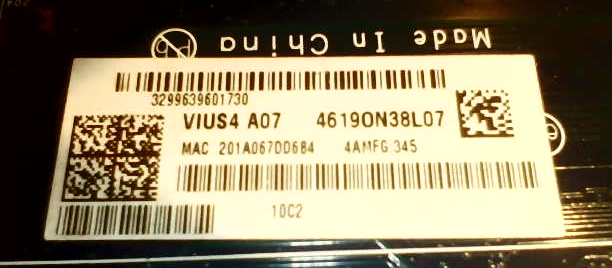 Made In China
3299639601730
VIUS4 A07 4619ON38L07
MAC 201A067DD684 4AMFG.345
10C2